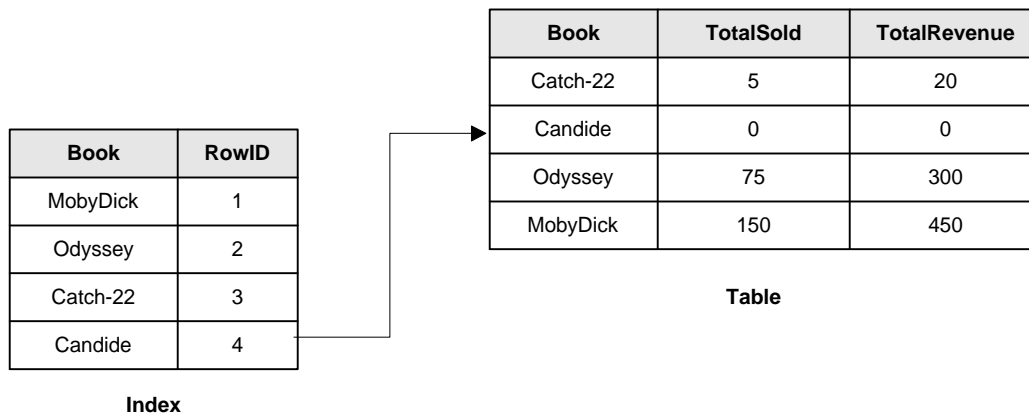 Book TotalSold TotalRevenue
Catch-22 5 20
Candide 0 0
Odyssey 75 300
MobyDick 150 450
Table
Book RowID
MobyDick 1
Odyssey 2
Catch-22 3
Candide 4
Index